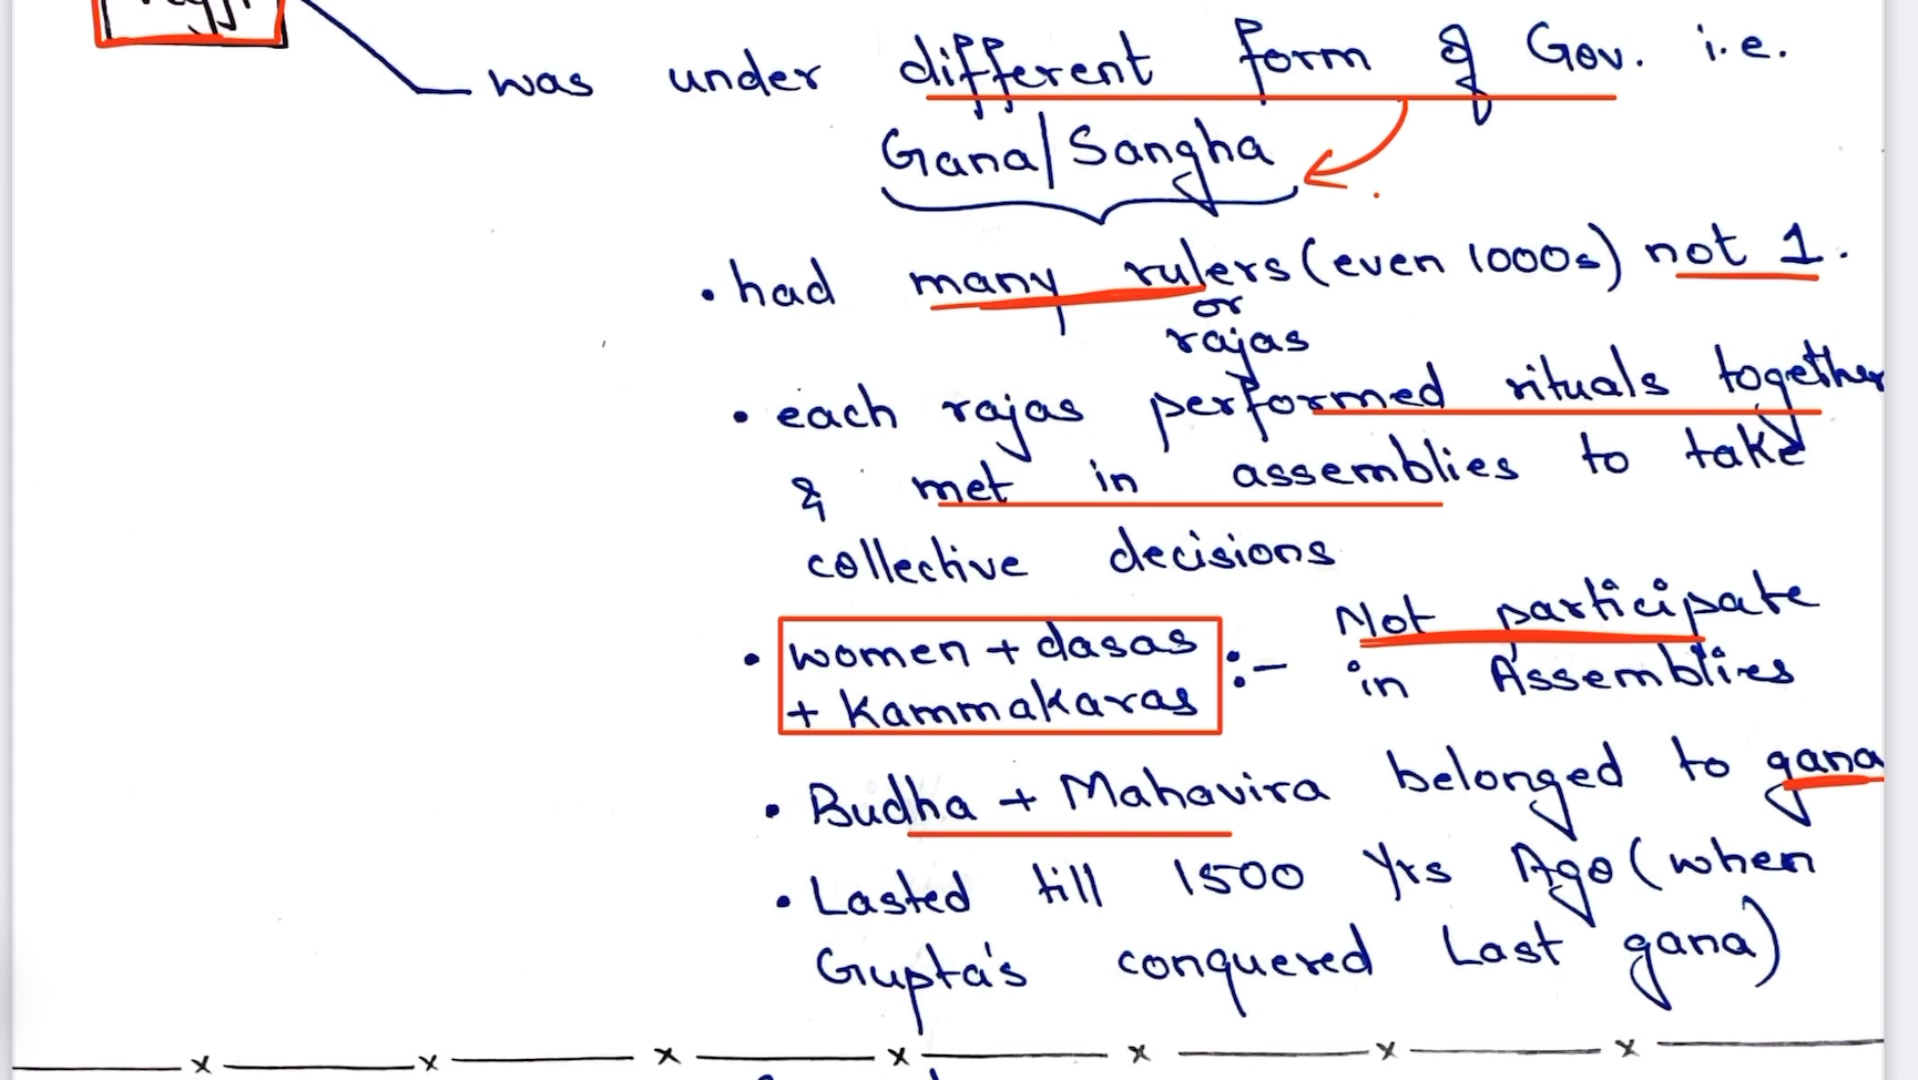 was under different form of Gov. i.e.
Gana/Sangha
• had many rulers (even 1000s) not 1.
or
rajas
• each rajas performed rituals together
& met in assemblies to take
collective decisions
• women + dasas :- Not participate
+ Kammakaras in Assemblies
• Budha + Mahavira belonged to gana
• Lasted till 1500 Yrs Ago (when
Gupta's conquered Last gana)